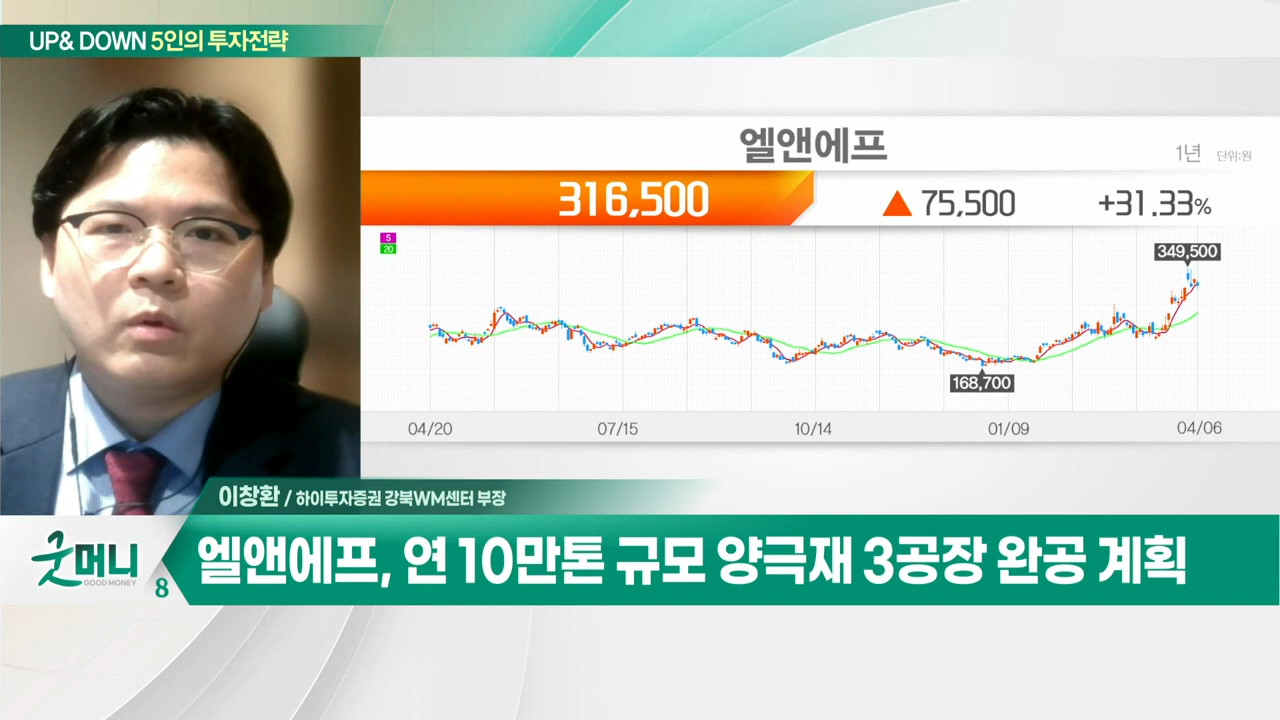 UP& DOWN 5인의 투자전략
엘앤에프
1년 단위:원
316,500 ▲ 75,500 +31.33%
5
20
349,500
168,700
04/20 07/15 10/14 01/09 04/06
이창환 / 하이투자증권 강북WM센터 부장
굿머니
GOOD MONEY
8
엘앤에프, 연 10만톤 규모 양극재 3공장 완공 계획